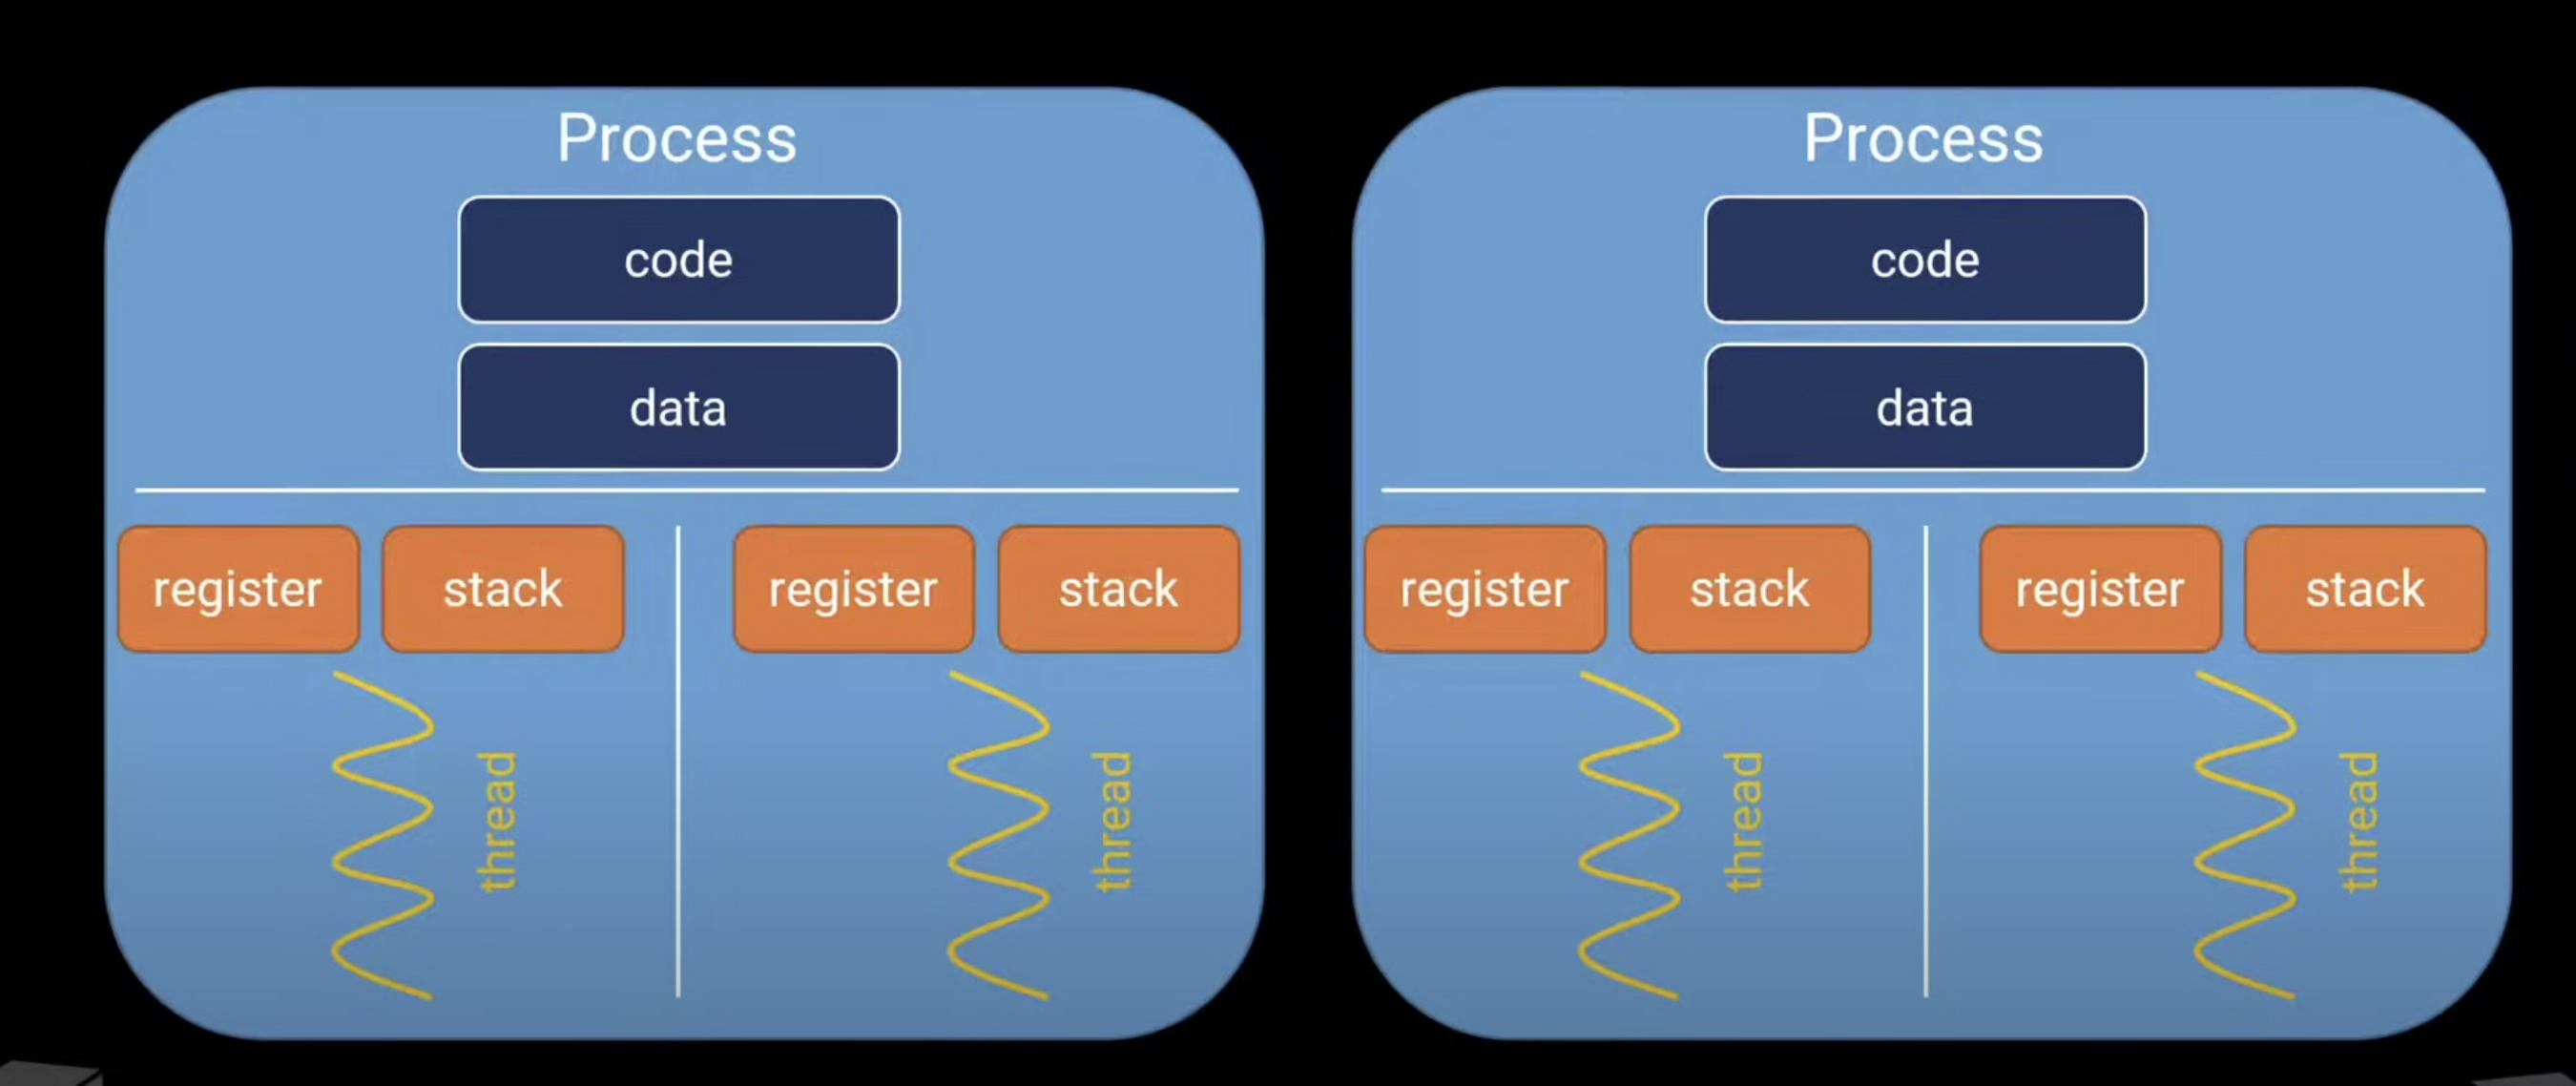 Process
code
data
register stack register stack
thread thread
Process
code
data
register stack register stack
thread thread